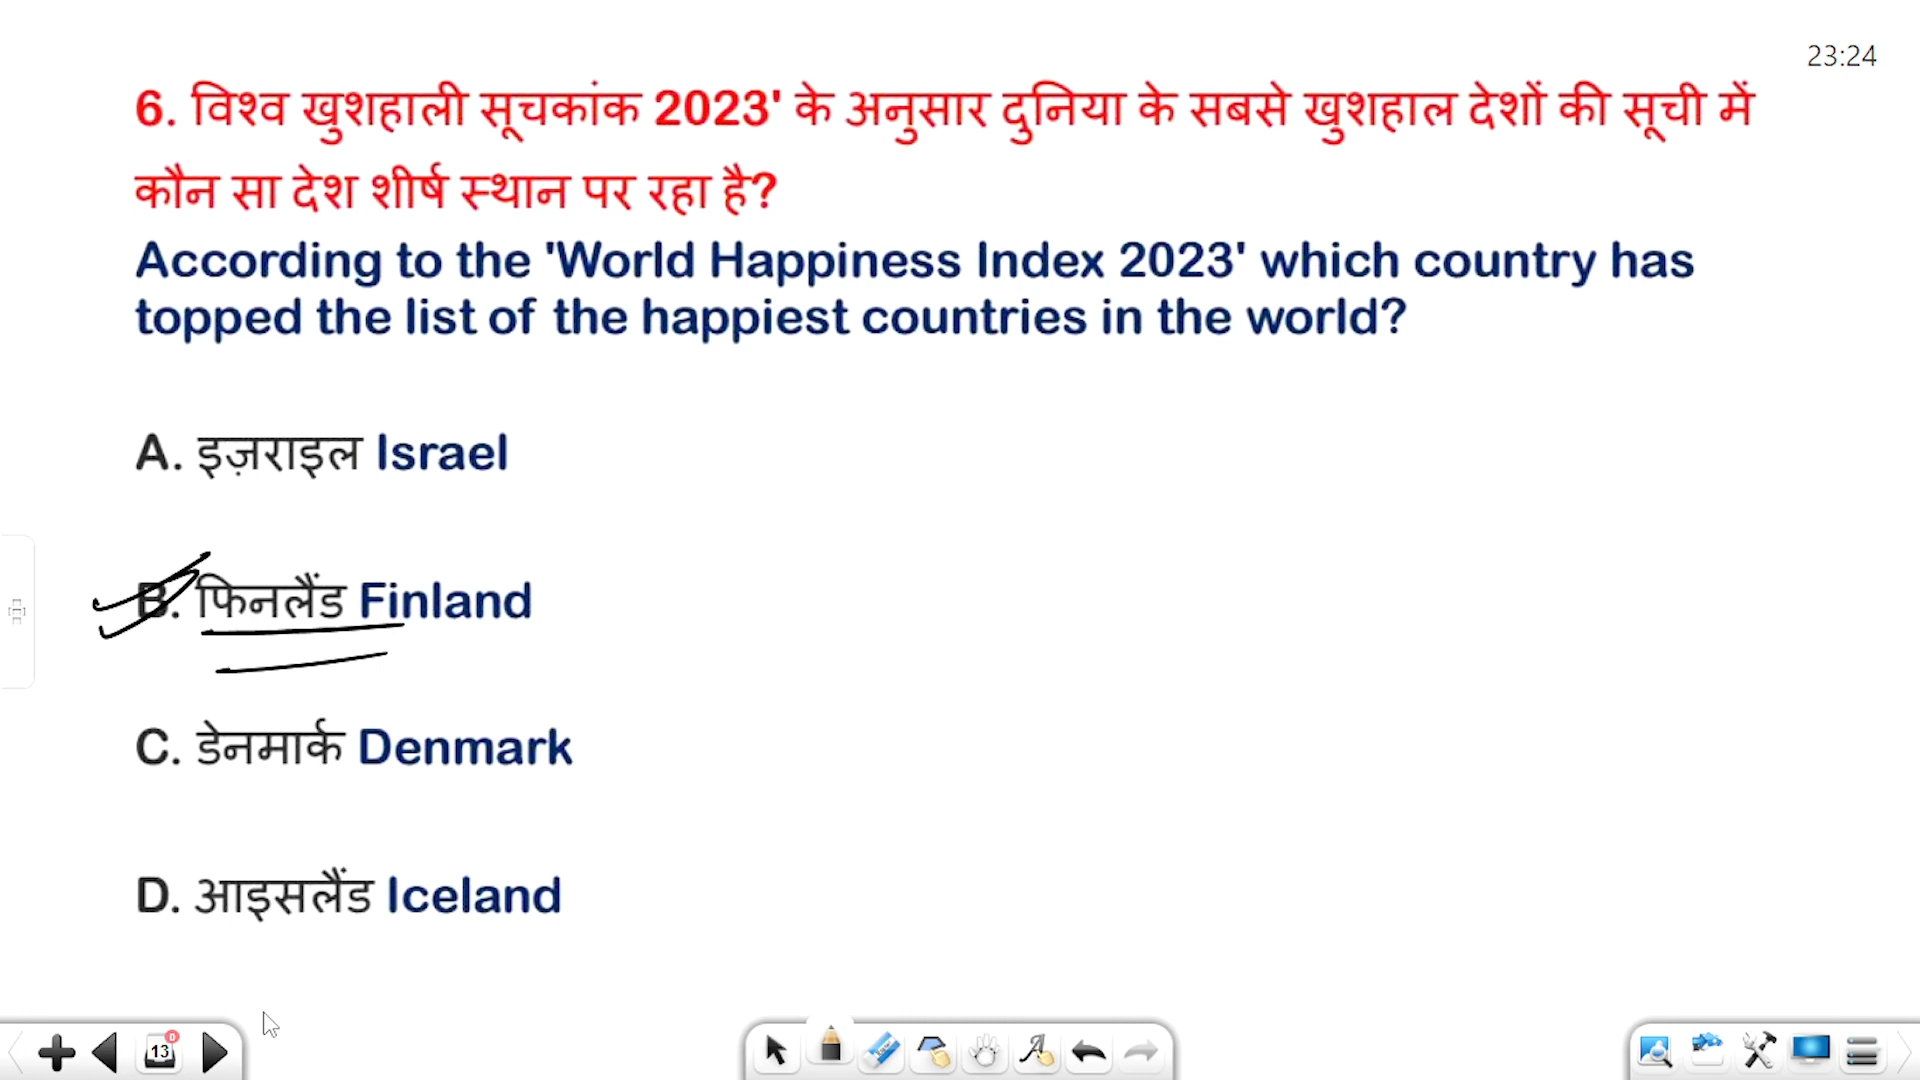 23:24
6. विश्व खुशहाली सूचकांक 2023' के अनुसार दुनिया के सबसे खुशहाल देशों की सूची में
कौन सा देश शीर्ष स्थान पर रहा है?
According to the 'World Happiness Index 2023' which country has
topped the list of the happiest countries in the world?
A. इज़राइल Israel
B. फिनलैंड Finland
C. डेनमार्क Denmark
D. आइसलैंड Iceland
13